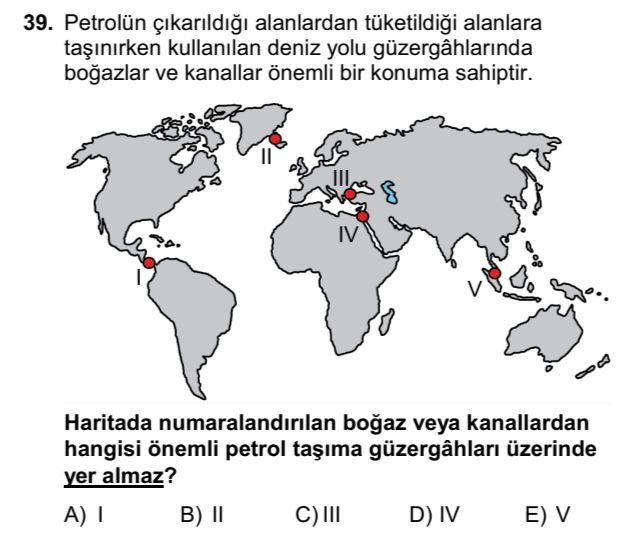 39. Petrolün çıkarıldığı alanlardan tüketildiği alanlara
taşınırken kullanılan deniz yolu güzergâhlarında
boğazlar ve kanallar önemli bir konuma sahiptir.
II
III
IV
I
V
Haritada numaralandırılan boğaz veya kanallardan
hangisi önemli petrol taşıma güzergâhları üzerinde
yer almaz?
A) I B) II C) III D) IV E) V